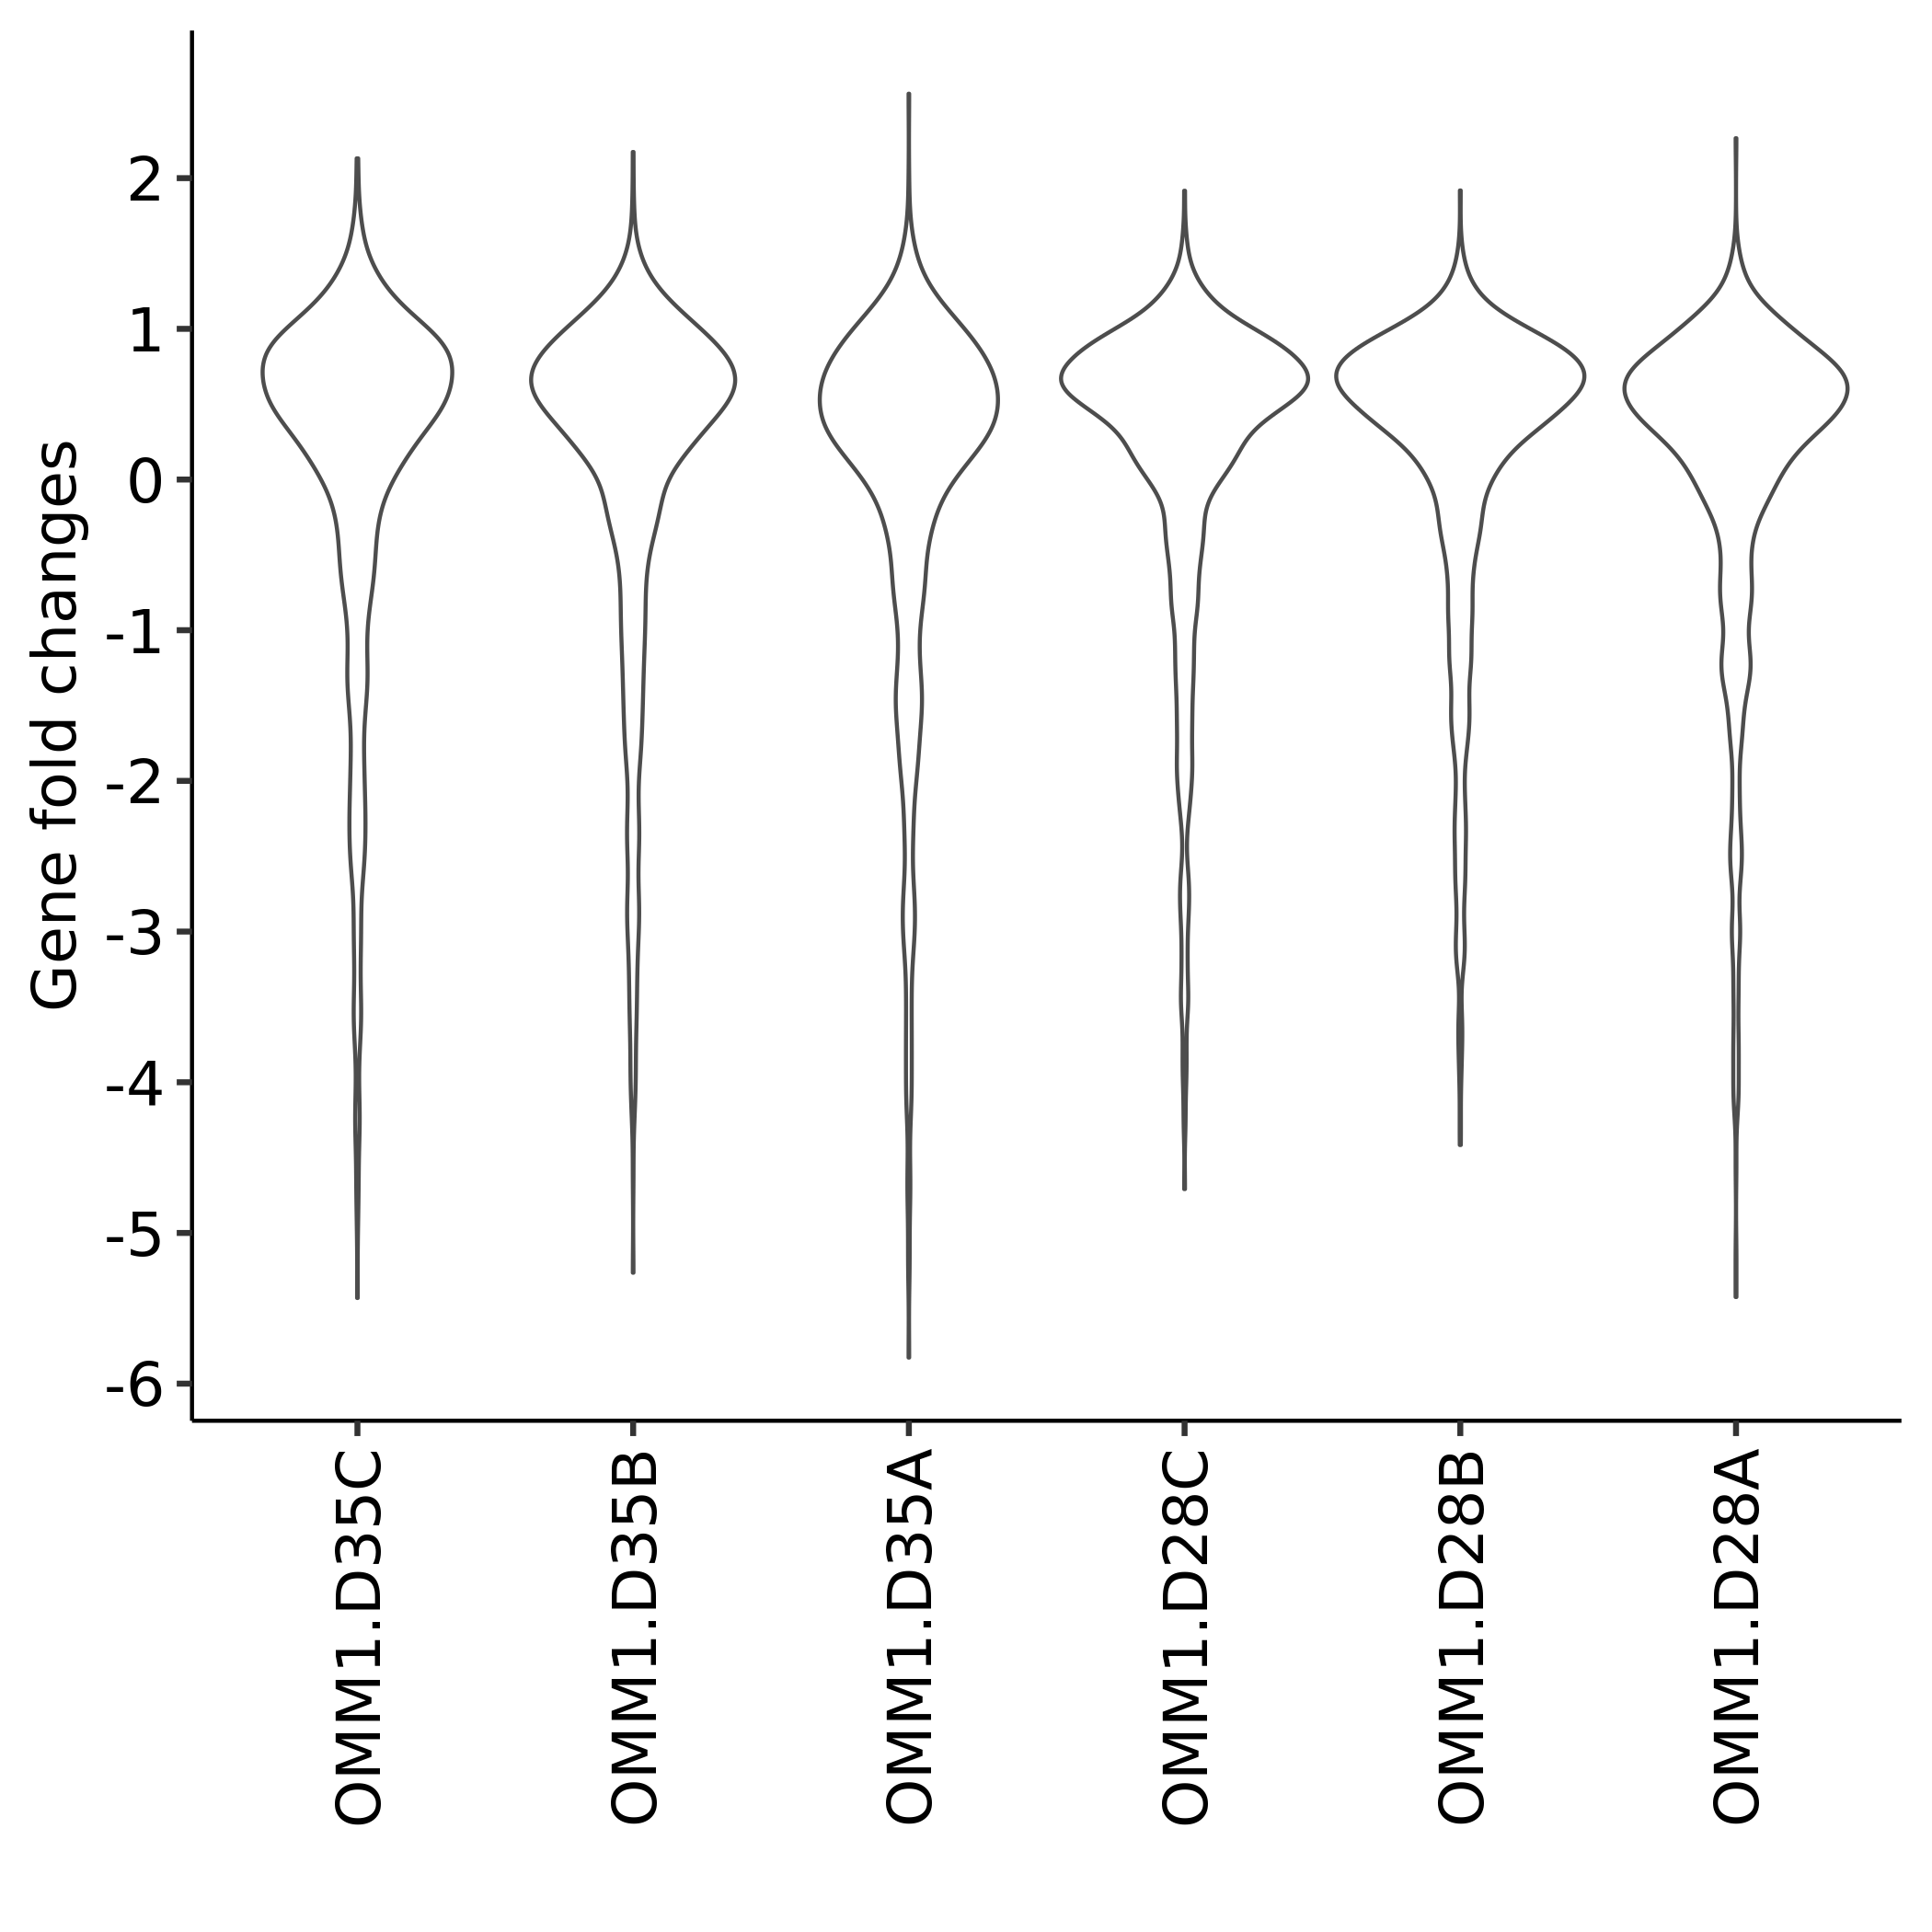 Gene fold changes
2
1
0
-1
-2
-3
-4
-5
-6
OMM1.D35C
OMM1.D35B
OMM1.D35A
OMM1.D28C
OMM1.D28B
OMM1.D28A